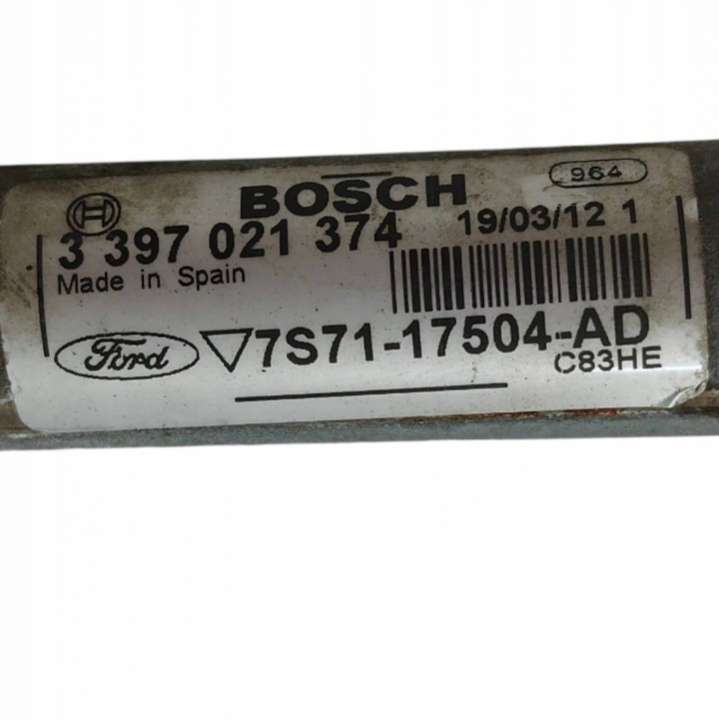 964
BOSCH
3 397 021 374 19/03/12 1
Made in Spain
Ford 7S71-17504-AD
C83HE